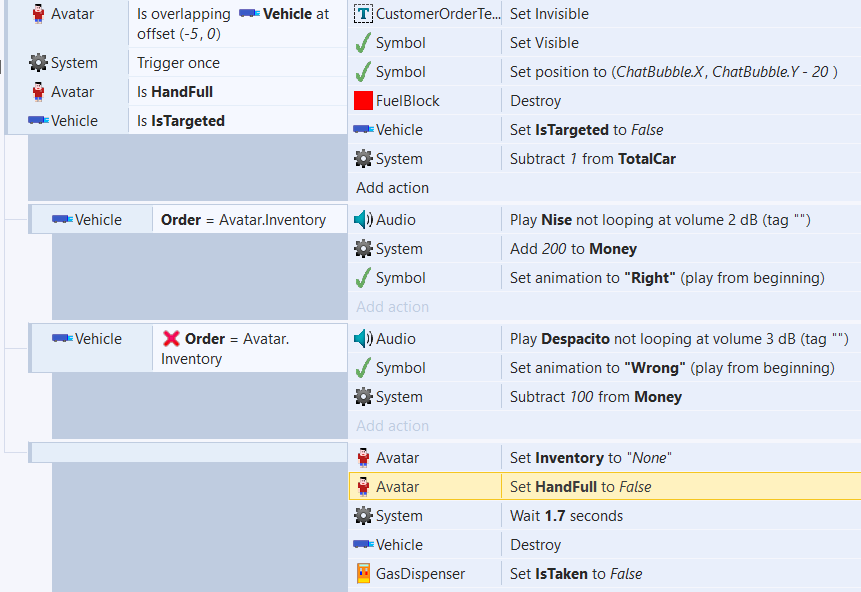 Avatar Is overlapping Vehicle at CustomerOrderTe... Set Invisible
offset (-5, 0) Symbol Set Visible
System Trigger once Symbol Set position to (ChatBubble.X, ChatBubble.Y - 20 )
Avatar Is HandFull FuelBlock Destroy
Vehicle Is IsTargeted Vehicle Set IsTargeted to False
System Subtract 1 from TotalCar
Add action
Vehicle Order = Avatar.Inventory Audio Play Nise not looping at volume 2 dB (tag "")
System Add 200 to Money
Symbol Set animation to "Right" (play from beginning)
Add action
Vehicle Order = Avatar. Audio Play Despacito not looping at volume 3 dB (tag "")
Inventory Symbol Set animation to "Wrong" (play from beginning)
System Subtract 100 from Money
Add action
Avatar Set Inventory to "None"
Avatar Set HandFull to False
System Wait 1.7 seconds
Vehicle Destroy
GasDispenser Set IsTaken to False